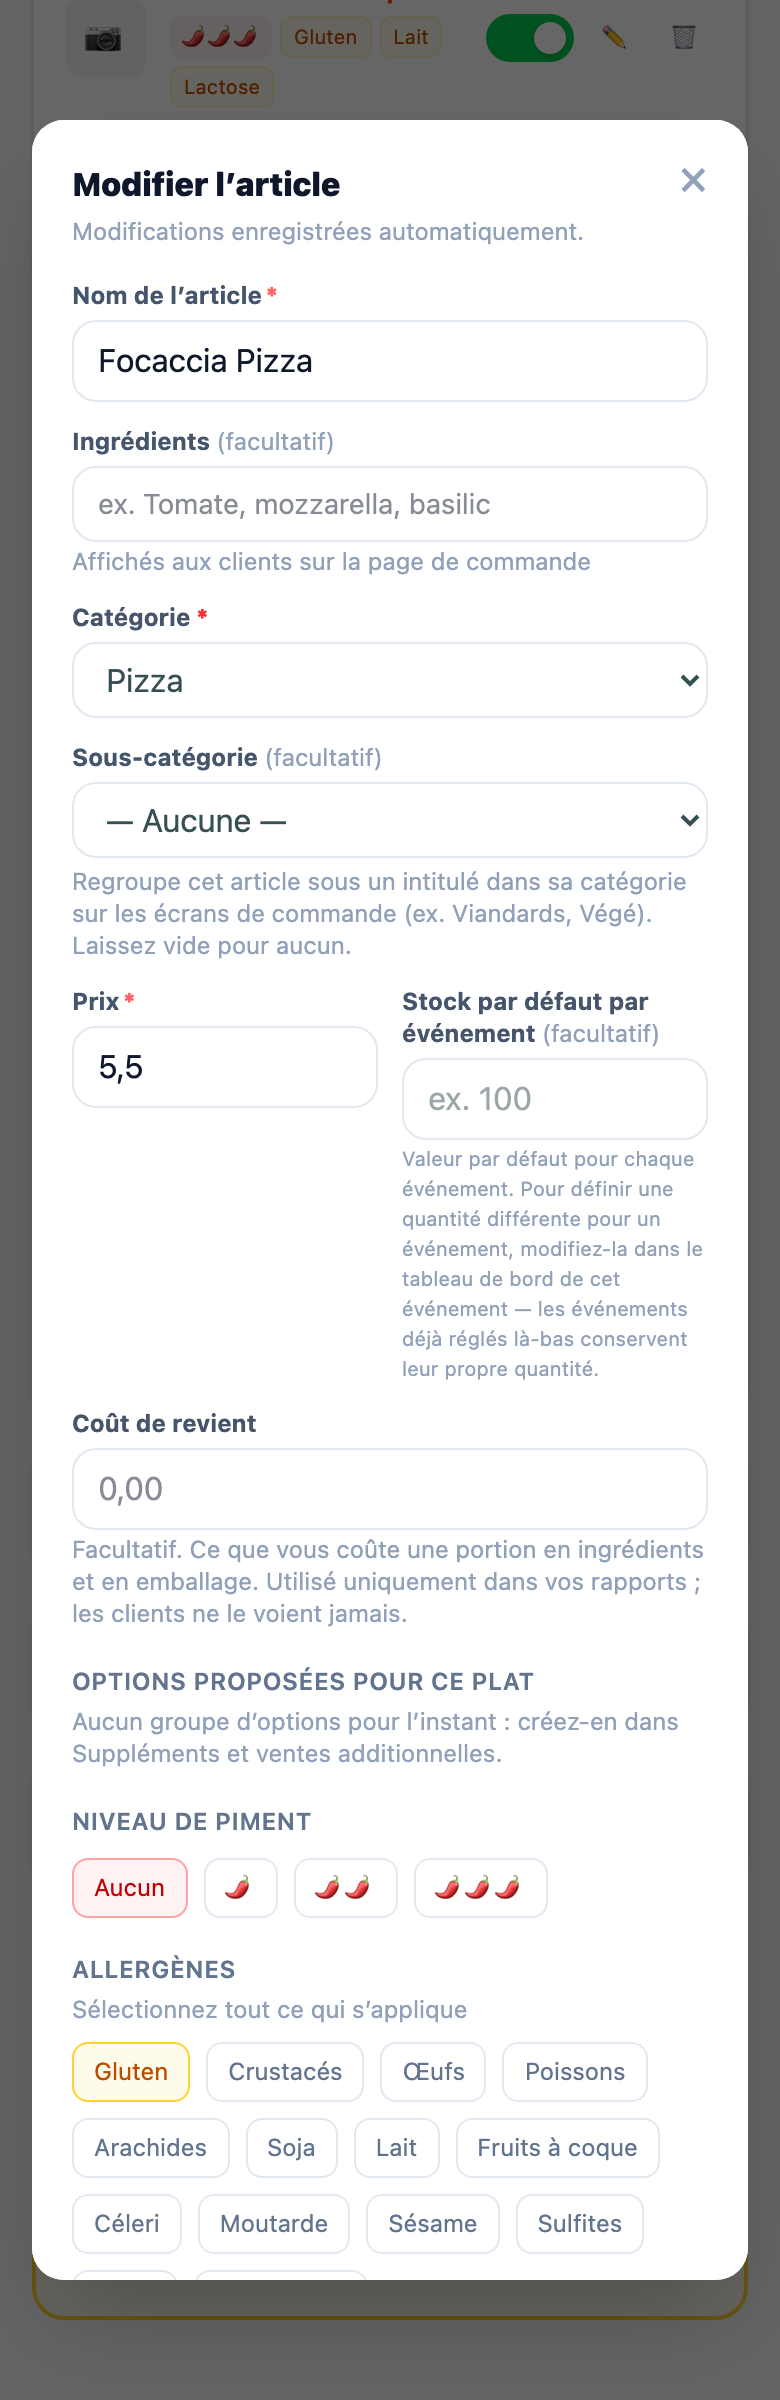 Gluten
Lait
Lactose
Modifier l’article
Modifications enregistrées automatiquement.
Nom de l’article *
Focaccia Pizza
Ingrédients (facultatif)
ex. Tomate, mozzarella, basilic
Affichés aux clients sur la page de commande
Catégorie *
Pizza
Sous-catégorie (facultatif)
— Aucune —
Regroupe cet article sous un intitulé dans sa catégorie
sur les écrans de commande (ex. Viandards, Végé).
Laissez vide pour aucun.
Prix *
5,5
Stock par défaut par
événement (facultatif)
ex. 100
Valeur par défaut pour chaque
événement. Pour définir une
quantité différente pour un
événement, modifiez-la dans le
tableau de bord de cet
événement — les événements
déjà réglés là-bas conservent
leur propre quantité.
Coût de revient
0,00
Facultatif. Ce que vous coûte une portion en ingrédients
et en emballage. Utilisé uniquement dans vos rapports ;
les clients ne le voient jamais.
OPTIONS PROPOSÉES POUR CE PLAT
Aucun groupe d’options pour l’instant : créez-en dans
Suppléments et ventes additionnelles.
NIVEAU DE PIMENT
Aucun
ALLERGÈNES
Sélectionnez tout ce qui s’applique
Gluten Crustacés Œufs Poissons
Arachides Soja Lait Fruits à coque
Céleri Moutarde Sésame Sulfites